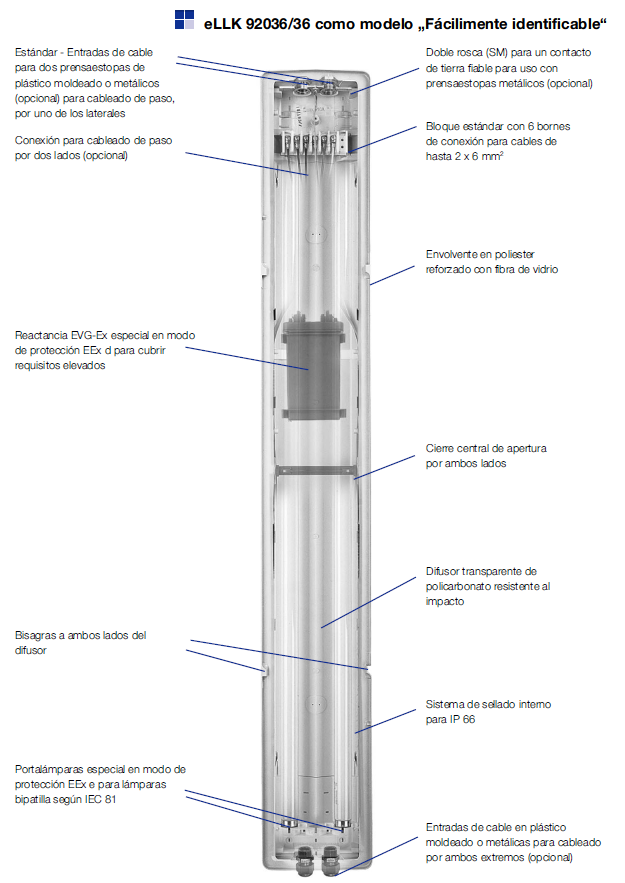 eLLK 92036/36 como modelo „Fácilimente identificable“
Estándar - Entradas de cable
para dos prensaestopas de
plástico moldeado o metálicos
(opcional) para cableado de paso,
por uno de los laterales
Conexión para cableado de paso
por dos lados (opcional)
Reactancia EVG-Ex especial en modo
de protección EEx d para cubrir
requisitos elevados
Bisagras a ambos lados del
difusor
Portalámparas especial en modo de
protección EEx e para lámparas
bipatilla según IEC 81
Doble rosca (SM) para un contacto
de tierra fiable para uso con
prensaestopas metálicos (opcional)
Bloque estándar con 6 bornes
de conexión para cables de
hasta 2 x 6 mm²
Envolvente en poliester
reforzado con fibra de vidrio
Cierre central de apertura
por ambos lados
Difusor transparente de
policarbonato resistente al
impacto
Sistema de sellado interno
para IP 66
Entradas de cable en plástico
moldeado o metálicas para cableado
por ambos extremos (opcional)